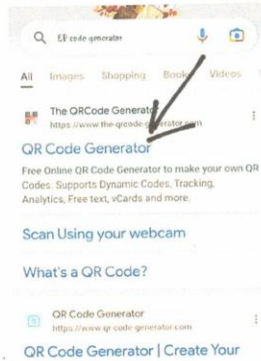 QR code generator
All Images Shopping Book Videos
The QRCode Generator
https://www.the-qrcode-generator.com
QR Code Generator
Free Online QR Code Generator to make your own QR
Codes. Supports Dynamic Codes, Tracking,
Analytics, Free text, vCards and more.
Scan Using your webcam
What's a QR Code?
QR Code Generator
https://www.qr-code-generator.com
QR Code Generator | Create Your